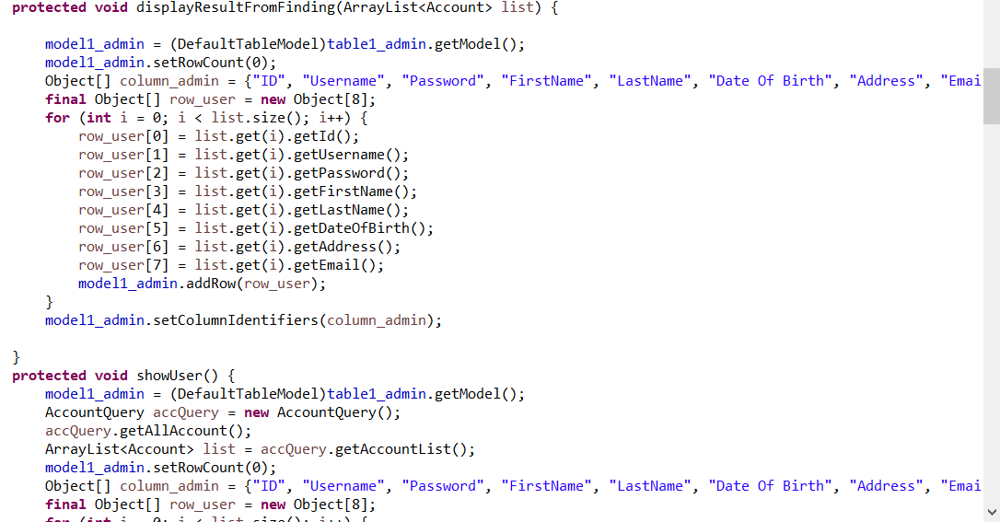 protected void displayResultFromFinding(ArrayList<Account> list) {
model1_admin = (DefaultTableModel)table1_admin.getModel();
model1_admin.setRowCount(0);
Object[] column_admin = {"ID", "Username", "Password", "FirstName", "LastName", "Date Of Birth", "Address", "Emai
final Object[] row_user = new Object[8];
for (int i = 0; i < list.size(); i++) {
row_user[0] = list.get(i).getId();
row_user[1] = list.get(i).getUsername();
row_user[2] = list.get(i).getPassword();
row_user[3] = list.get(i).getFirstName();
row_user[4] = list.get(i).getLastName();
row_user[5] = list.get(i).getDateOfBirth();
row_user[6] = list.get(i).getAddress();
row_user[7] = list.get(i).getEmail();
model1_admin.addRow(row_user);
}
model1_admin.setColumnIdentifiers(column_admin);
}
protected void showUser() {
model1_admin = (DefaultTableModel)table1_admin.getModel();
AccountQuery accQuery = new AccountQuery();
accQuery.getAllAccount();
ArrayList<Account> list = accQuery.getAccountList();
model1_admin.setRowCount(0);
Object[] column_admin = {"ID", "Username", "Password", "FirstName", "LastName", "Date Of Birth", "Address", "Emai
final Object[] row_user = new Object[8];
for (int i = 0; i < list.size(); i++) {